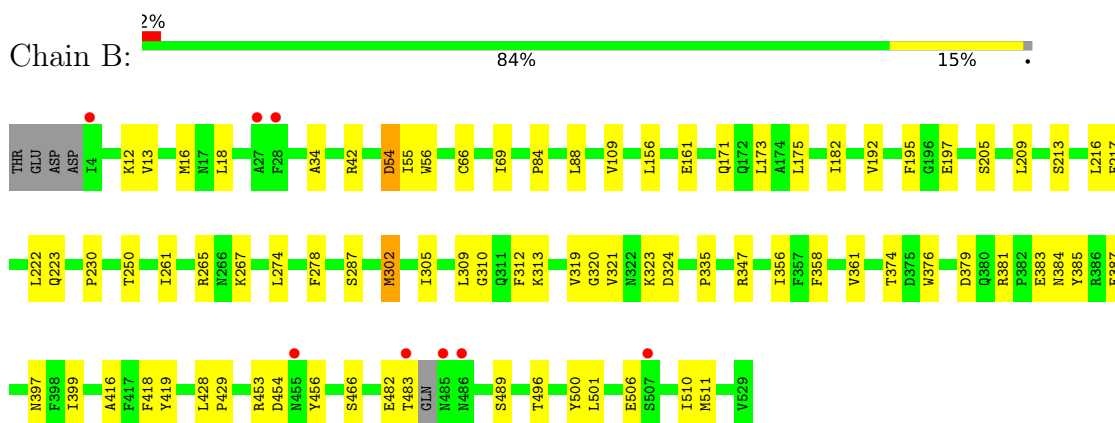 2%
Chain B:
84% 15% •
THR GLU ASP ASP I4 K12 V13 M16 N17 L18 A27 F28 A34 R42 D54 I55 W56 C66 I69 P84 L88 V109 L156 E161 Q171 Q172 L173 A174 L175 I182 V192 F195 G196 E197 S205 L209 S213 L216
L222 Q223 P230 T250 I261 R265 N266 K267 L274 F278 S287 M302 I305 L309 G310 Q311 F312 K313 V319 G320 V321 N322 K323 D324 P335 R347 I356 F357 F358 V361 T374 D375 W376 D379 Q380 R381 P382 E383 N384 Y385 R386
N397 F398 I399 A416 F417 F418 Y419 L428 P429 R453 D454 N455 Y456 S466 E482 T483 GLN N485 N486 S489 T496 Y500 L501 E506 S507 I510 M511 V529